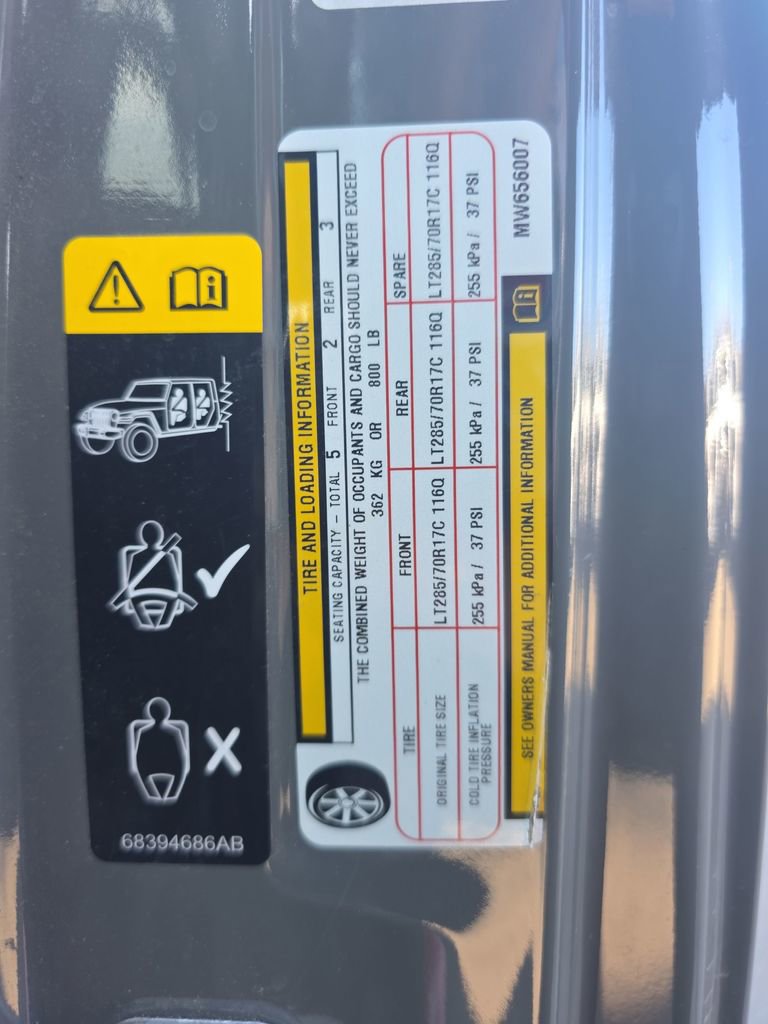 68394686AB
TIRE AND LOADING INFORMATION
SEATING CAPACITY - TOTAL 5 FRONT 2 REAR 3
THE COMBINED WEIGHT OF OCCUPANTS AND CARGO SHOULD NEVER EXCEED
362 KG OR 800 LB
TIRE FRONT REAR SPARE
ORIGINAL TIRE SIZE LT285/70R17C 116Q LT285/70R17C 116Q LT285/70R17C 116Q
COLD TIRE INFLATION
PRESSURE 255 kPa / 37 PSI 255 kPa / 37 PSI 255 kPa / 37 PSI
SEE OWNERS MANUAL FOR ADDITIONAL INFORMATION
MW656007